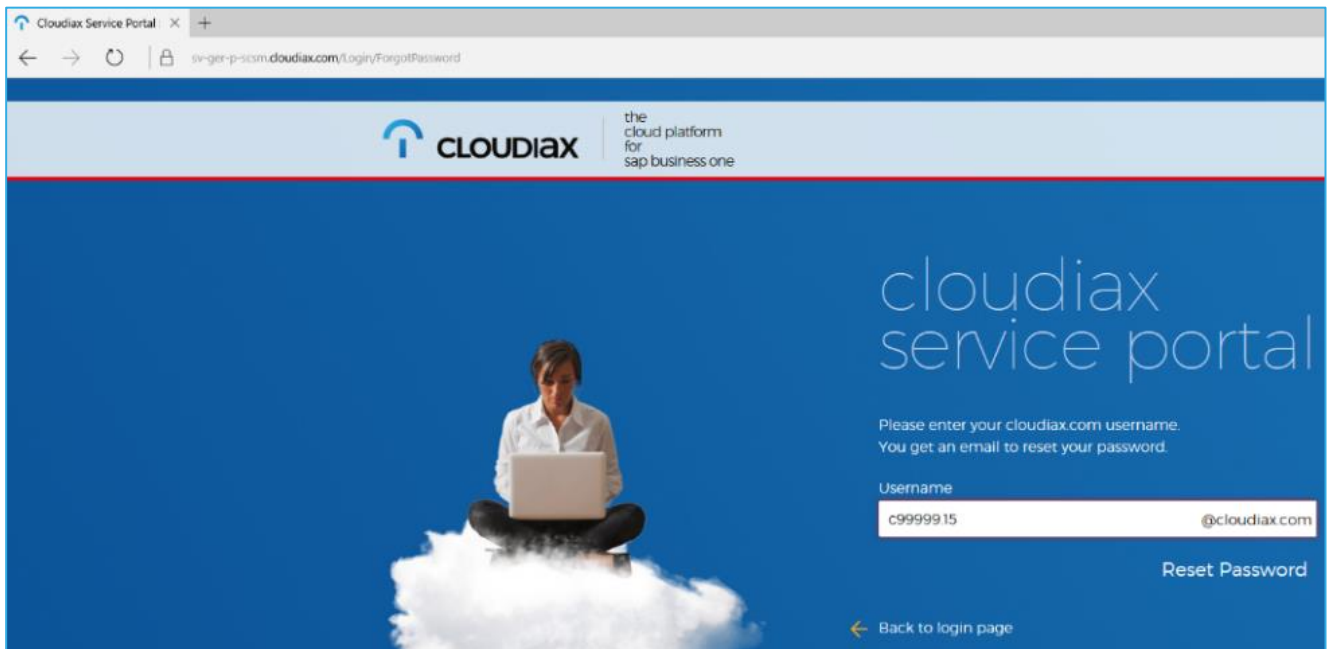 Cloudiax Service Portal
sv-ger-p-scsm.cloudiax.com/Login/ForgotPassword
CLOUDIAX
the
cloud platform
for
sap business one
cloudiax
service portal
Please enter your cloudiax.com username.
You get an email to reset your password.
Username
c99999.15 @cloudiax.com
Reset Password
Back to login page